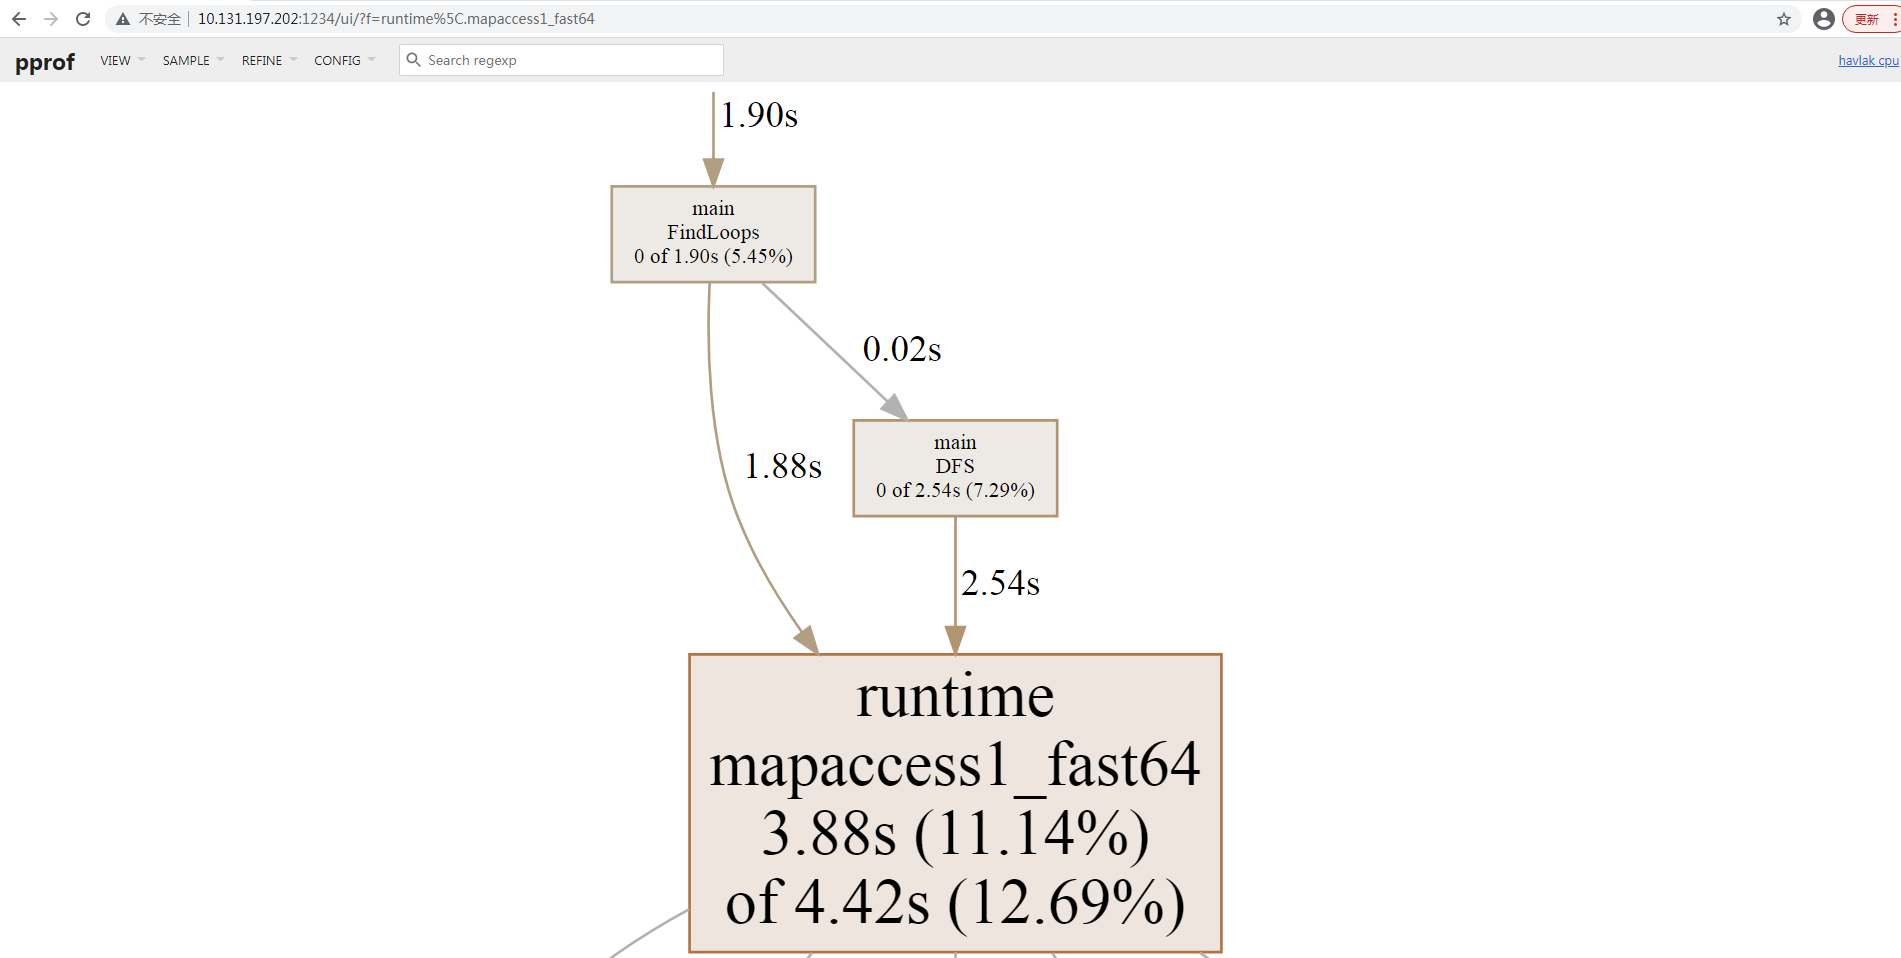 不安全
10.131.197.202:1234/ui/?f=runtime%5C.mapaccess1_fast64
更新
pprof
VIEW
SAMPLE
REFINE
CONFIG
Search regexp
havlak cpu
1.90s
main
FindLoops
0 of 1.90s (5.45%)
0.02s
1.88s
main
DFS
0 of 2.54s (7.29%)
2.54s
runtime
mapaccess1_fast64
3.88s (11.14%)
of 4.42s (12.69%)